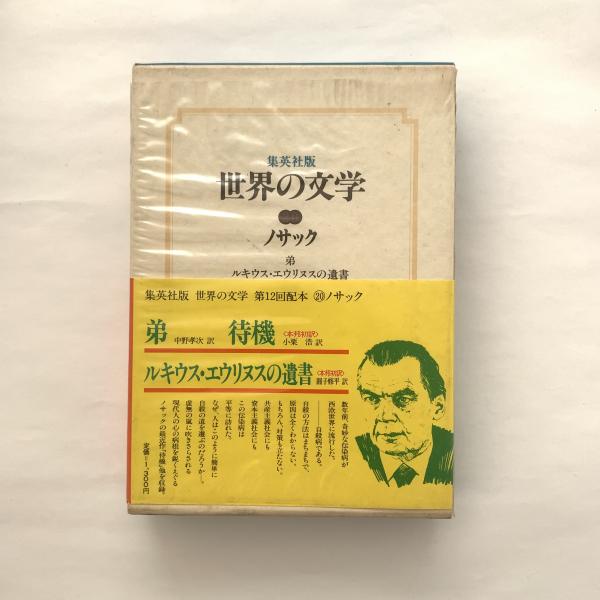 集英社版
世界の文学
ノサック
弟
ルキウス・エウリヌスの遺書
集英社版 世界の文学 第12回配本 ⑳ノサック
弟 中野孝次 訳 待機 〈本邦初訳〉 小栗 浩 訳
ルキウス・エウリヌスの遺書 〈本邦初訳〉 圓子修平 訳
数年前、奇妙な伝染病が
西欧世界に流行した。
――自殺病である。
自殺の方法はまちまちで、
原因は全くわからない。
もちろん、対策も立たない。
共産主義社会にも
資本主義社会にも
この伝染病は
平等に訪れた。
なぜ、人はこのように簡単に
自殺の道を選ぶのだろうか…。
虚無の嵐に吹きさらされる
現代人の心の病根を鋭くえぐる
ノサックの最近作「待機」他を収録。
定価=1,300円